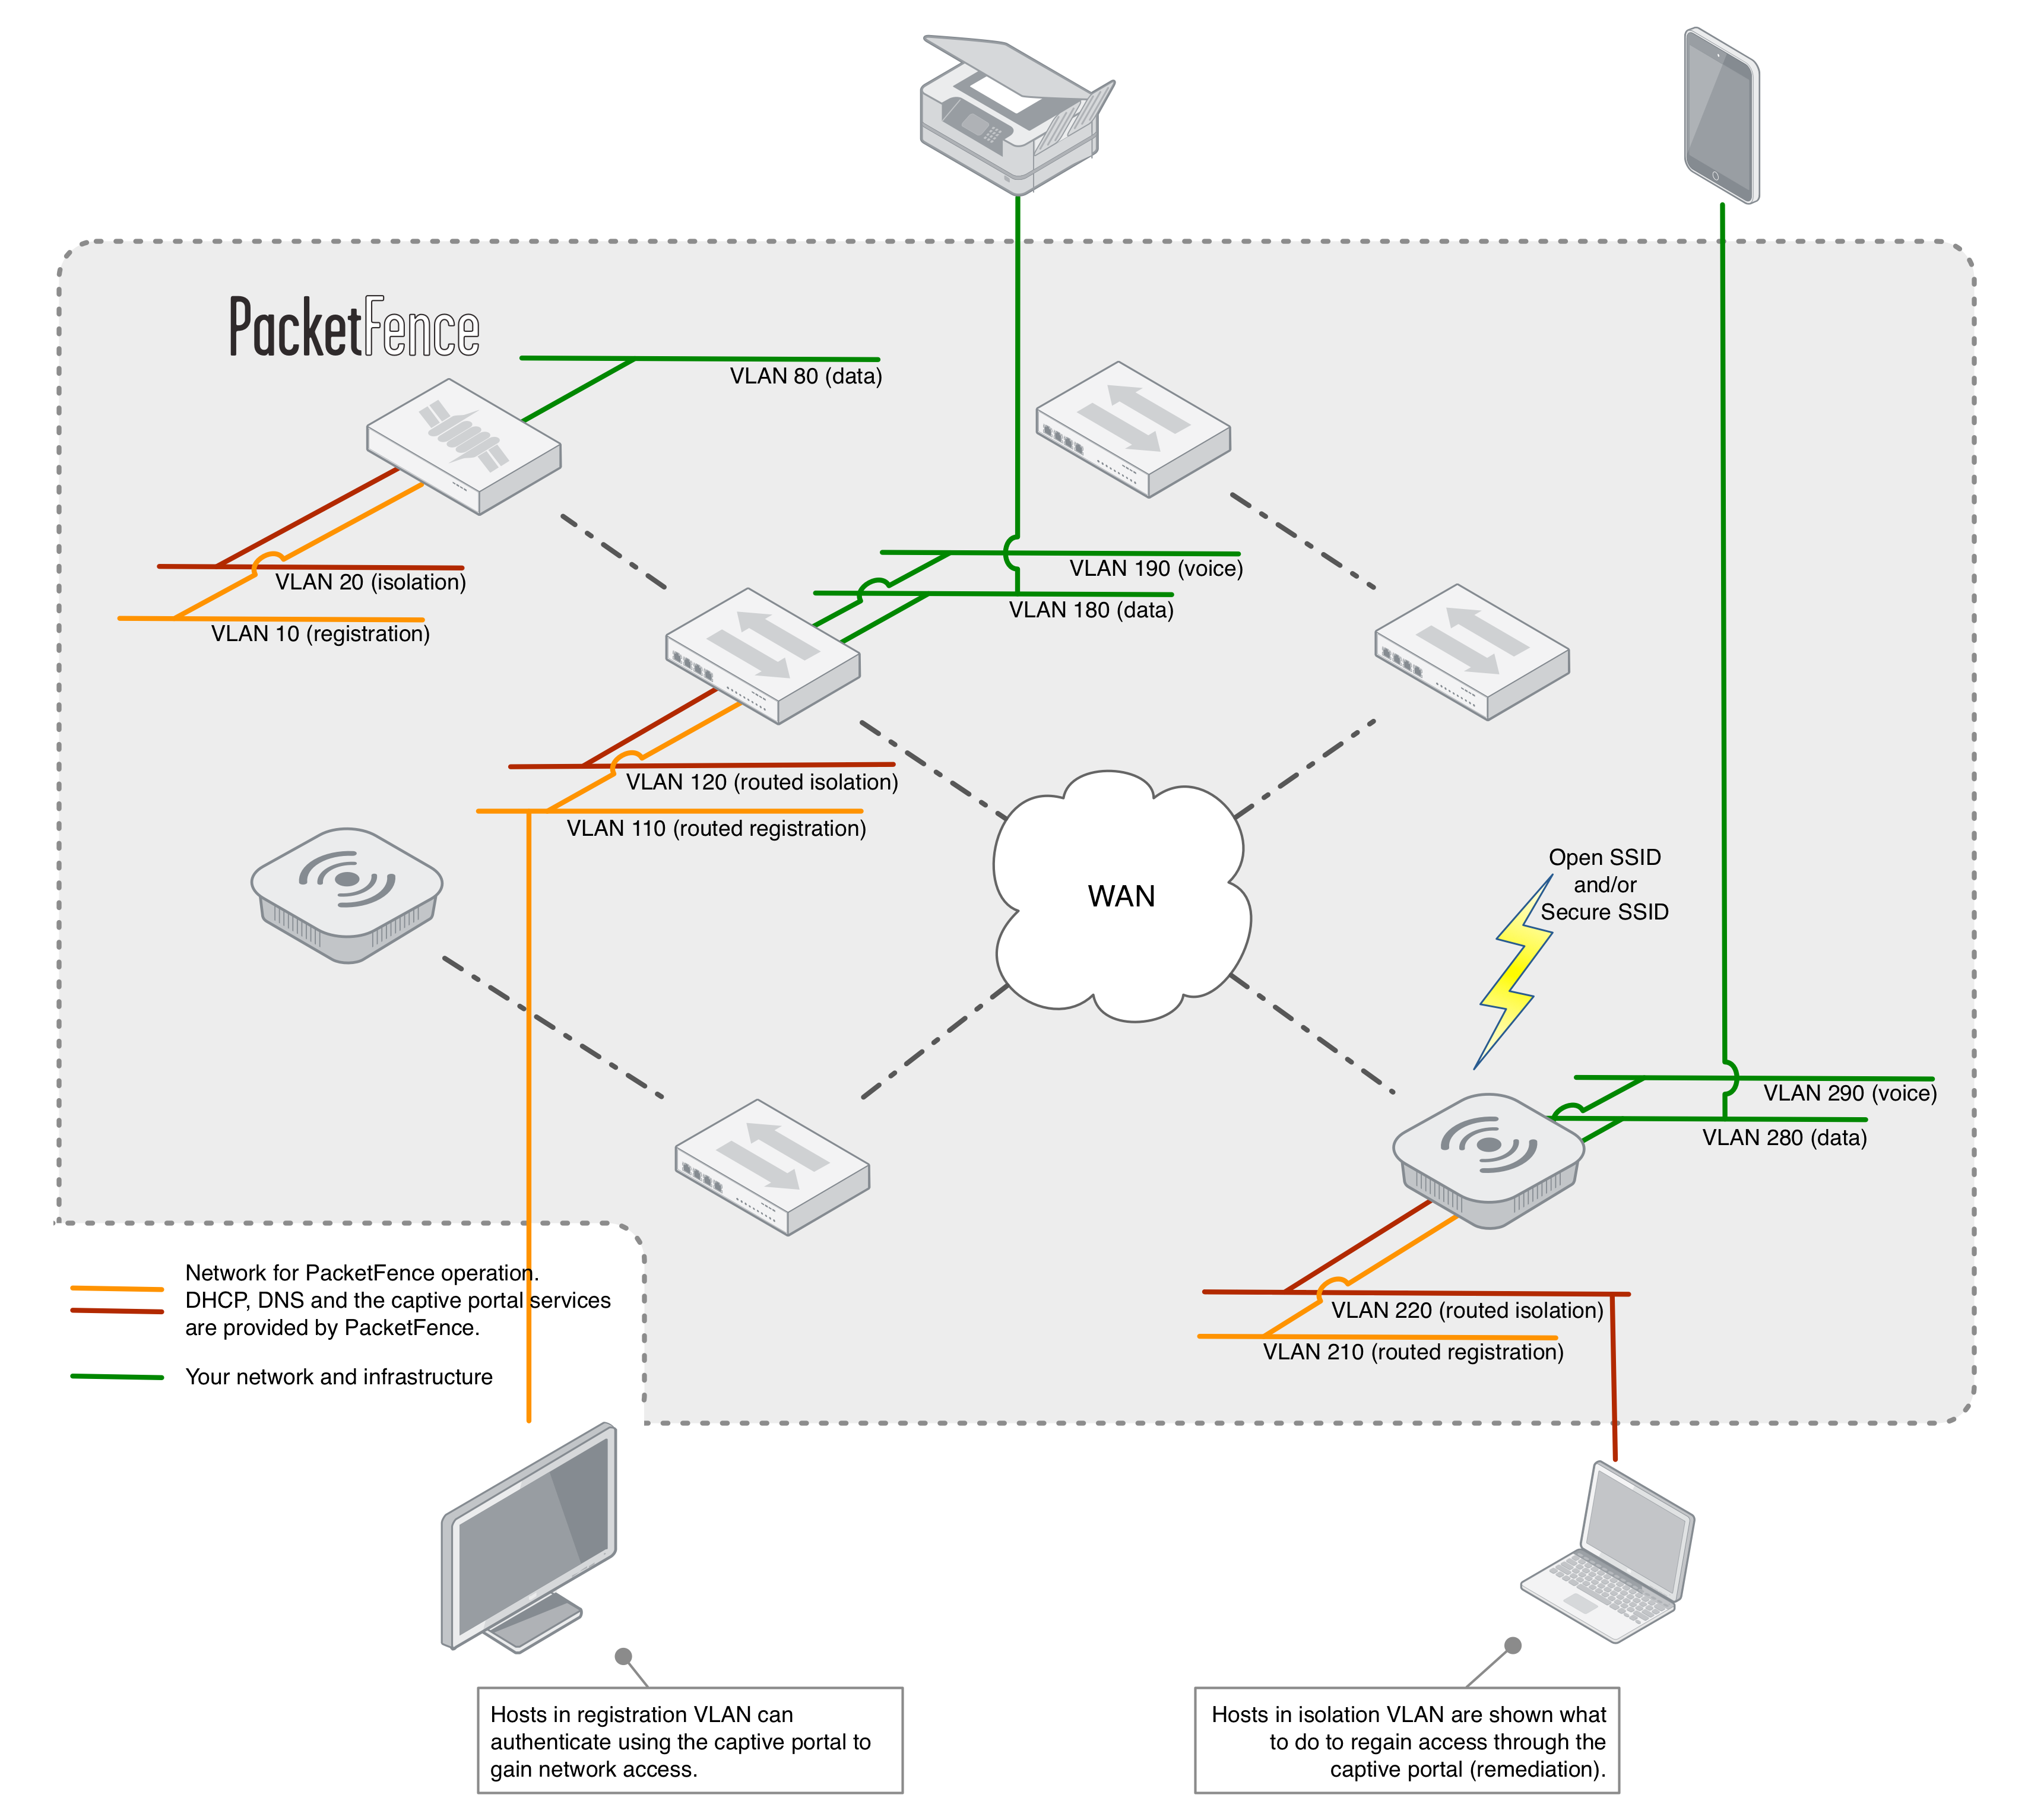 PacketFence
VLAN 80 (data)
VLAN 190 (voice)
VLAN 20 (isolation)
VLAN 180 (data)
VLAN 10 (registration)
VLAN 120 (routed isolation)
VLAN 110 (routed registration)
WAN
Open SSID
and/or
Secure SSID
VLAN 290 (voice)
VLAN 280 (data)
Network for PacketFence operation.
DHCP, DNS and the captive portal services
are provided by PacketFence.
Your network and infrastructure
VLAN 220 (routed isolation)
VLAN 210 (routed registration)
Hosts in registration VLAN can
authenticate using the captive portal to
gain network access.
Hosts in isolation VLAN are shown what
to do to regain access through the
captive portal (remediation).